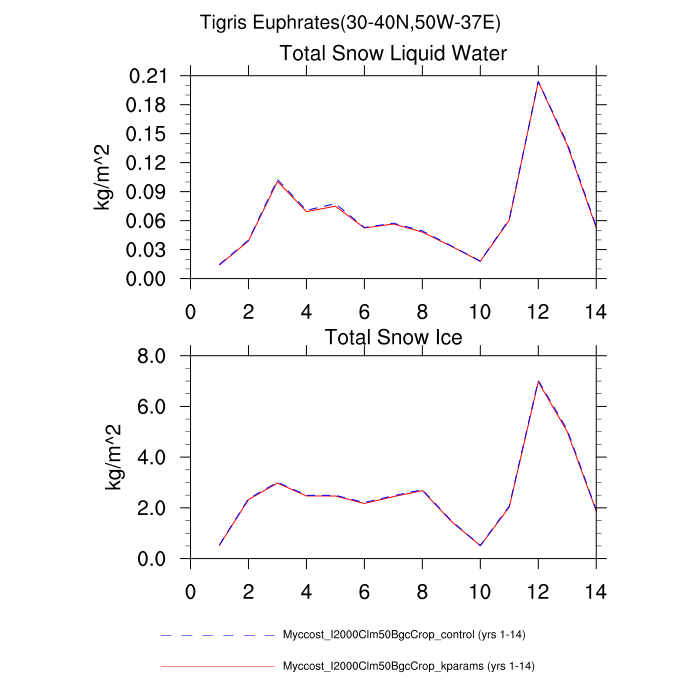 Tigris Euphrates(30-40N,50W-37E)
Total Snow Liquid Water
kg/m^2
0.21
0.18
0.15
0.12
0.09
0.06
0.03
0.00
0 2 4 6 8 10 12 14
Total Snow Ice
kg/m^2
8.0
6.0
4.0
2.0
0.0
0 2 4 6 8 10 12 14
Myccost_I2000Clm50BgcCrop_control (yrs 1-14)
Myccost_I2000Clm50BgcCrop_kparams (yrs 1-14)